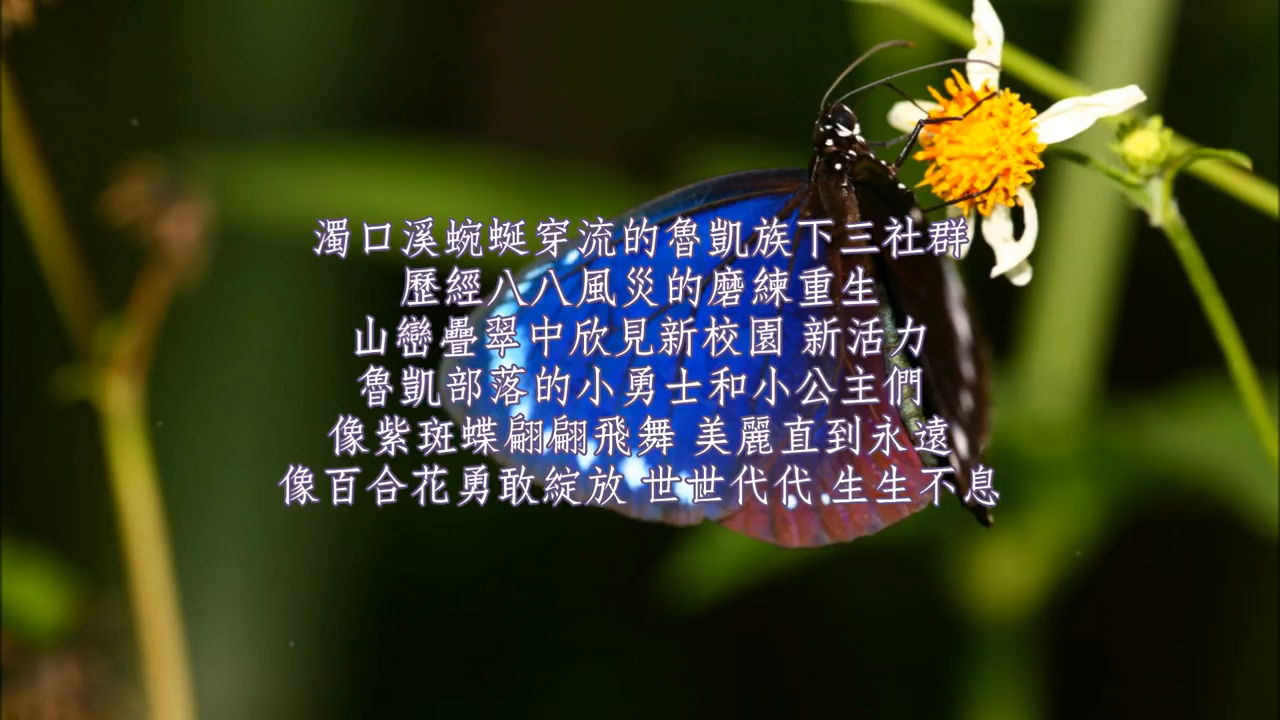 濁口溪蜿蜒穿流的魯凱族下三社群
歷經八八風災的磨練重生
山巒疊翠中欣見新校園 新活力
魯凱部落的小勇士和小公主們
像紫斑蝶翩翩飛舞 美麗直到永遠
像百合花勇敢綻放 世世代代 生生不息